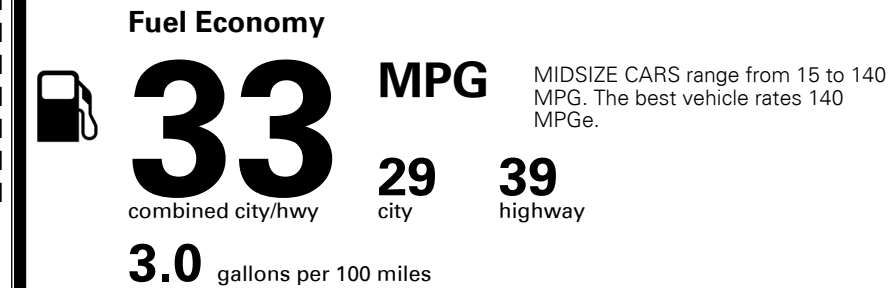 Fuel Economy
33 MPG
MIDSIZE CARS range from 15 to 140
MPG. The best vehicle rates 140
MPGe.
29 39
combined city/hwy city highway
3.0 gallons per 100 miles